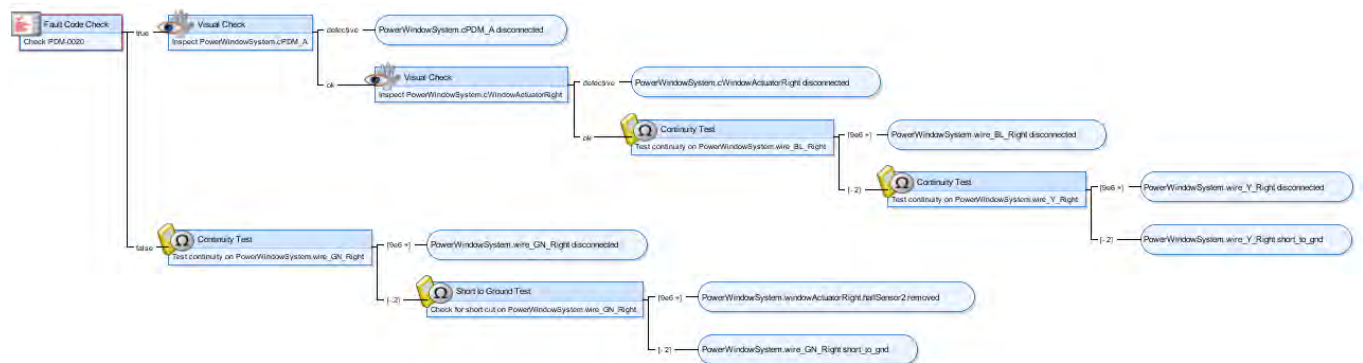 Fault Code Check
Check PDM-0020
true
Visual Check
Inspect PowerWindowSystem.cPDM_A
defective
PowerWindowSystem.cPDM_A disconnected
ok
Visual Check
Inspect PowerWindowSystem.cWindowActuatorRight
defective
PowerWindowSystem.cWindowActuatorRight disconnected
ok
Ω Continuity Test
Test continuity on PowerWindowSystem.wire_BL_Right
[9e6 +]
PowerWindowSystem.wire_BL_Right disconnected
[- 2]
Ω Continuity Test
Test continuity on PowerWindowSystem.wire_Y_Right
[9e6 +]
PowerWindowSystem.wire_Y_Right disconnected
[- 2]
PowerWindowSystem.wire_Y_Right short_to_gnd
false
Ω Continuity Test
Test continuity on PowerWindowSystem.wire_GN_Right
[9e6 +]
PowerWindowSystem.wire_GN_Right disconnected
[- 2]
Ω Short to Ground Test
Check for short cut on PowerWindowSystem.wire_GN_Right
[9e6 +]
PowerWindowSystem.windowActuatorRight.hallSensor2 removed
[- 2]
PowerWindowSystem.wire_GN_Right short_to_gnd